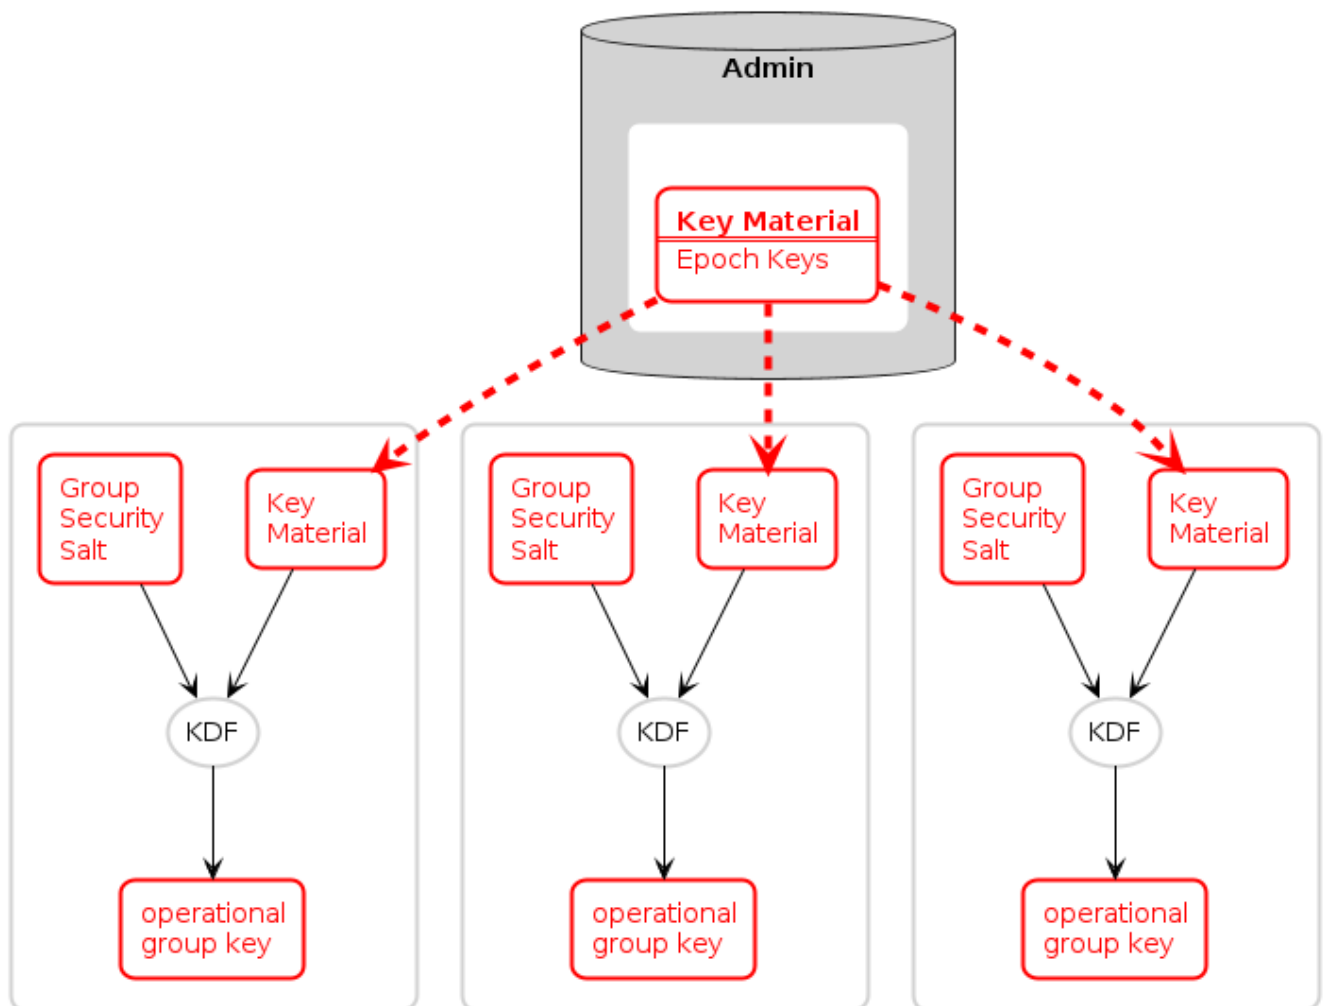 Admin
Key Material
Epoch Keys
Group
Security
Salt
Key
Material
KDF
operational
group key
Group
Security
Salt
Key
Material
KDF
operational
group key
Group
Security
Salt
Key
Material
KDF
operational
group key